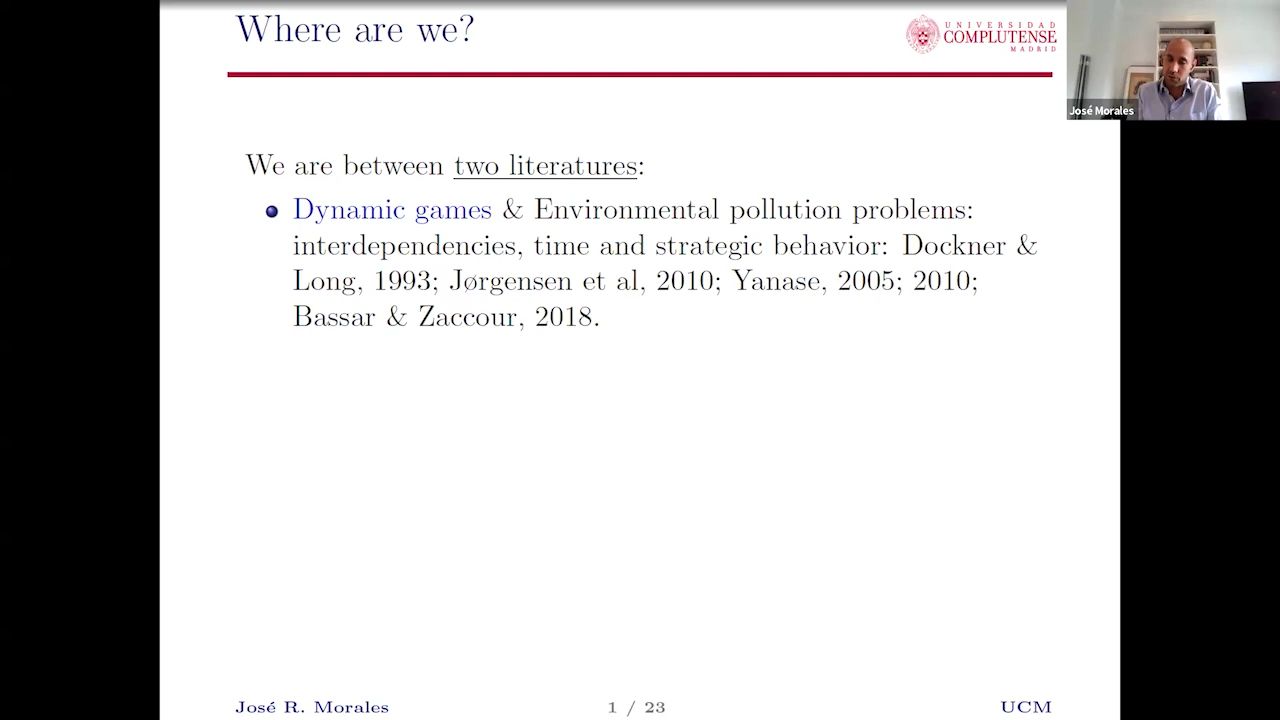 Where are we?
UNIVERSIDAD
COMPLUTENSE
MADRID
José Morales
We are between two literatures:
Dynamic games & Environmental pollution problems:
interdependencies, time and strategic behavior: Dockner &
Long, 1993; Jørgensen et al, 2010; Yanase, 2005; 2010;
Bassar & Zaccour, 2018.
José R. Morales
1 / 23
UCM